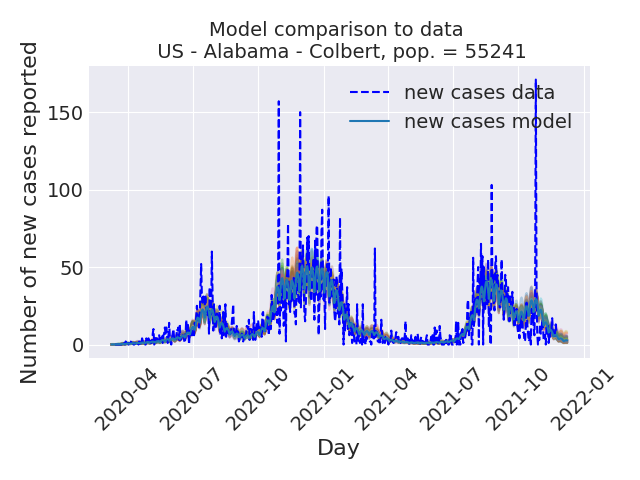 Model comparison to data
US - Alabama - Colbert, pop. = 55241
Number of new cases reported
150
100
50
0
new cases data
new cases model
2020-04
2020-07
2020-10
2021-01
2021-04
2021-07
2021-10
2022-01
Day